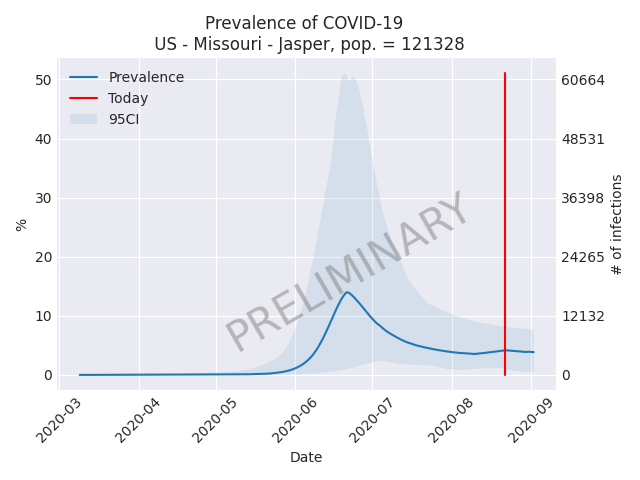 Prevalence of COVID-19
US - Missouri - Jasper, pop. = 121328
Prevalence
Today
95CI
50
40
30
20
10
0
%
60664
48531
36398
24265
12132
0
# of infections
PRELIMINARY
2020-03
2020-04
2020-05
2020-06
2020-07
2020-08
2020-09
Date